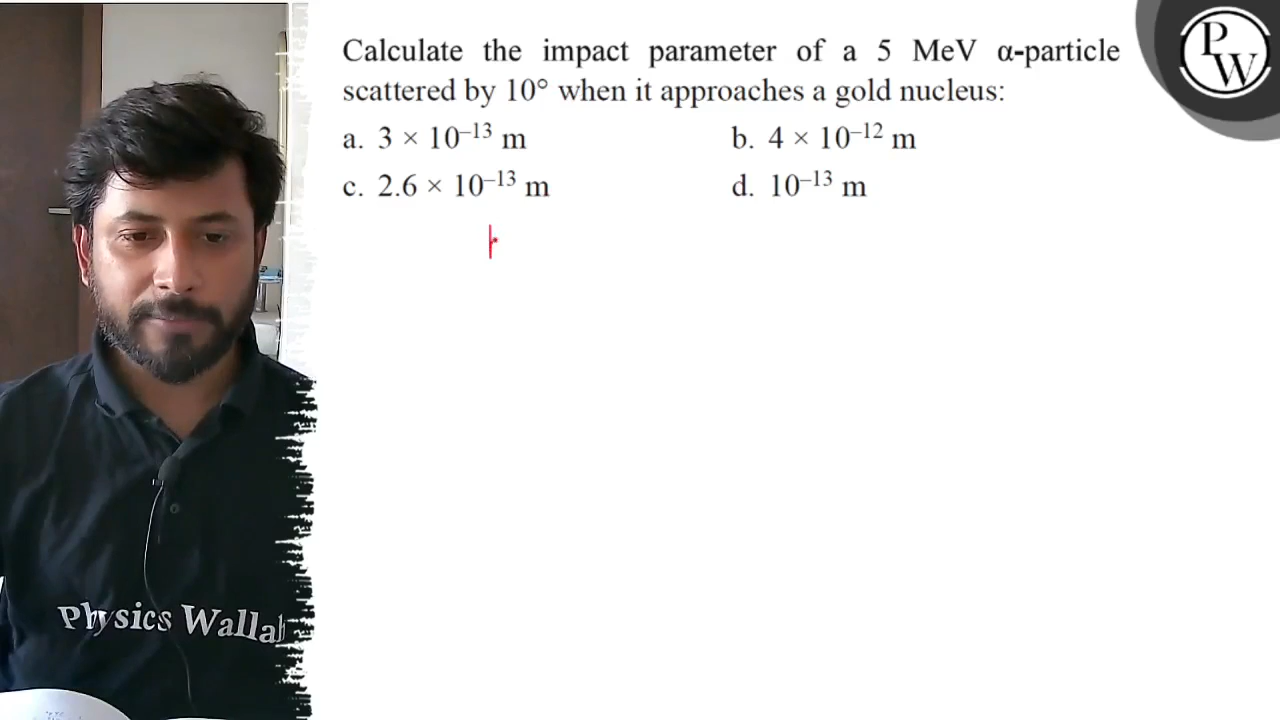 Calculate the impact parameter of a 5 MeV α-particle
scattered by 10° when it approaches a gold nucleus:
a. 3 × 10⁻¹³ m
b. 4 × 10⁻¹² m
c. 2.6 × 10⁻¹³ m
d. 10⁻¹³ m
PW
Physics Wallah